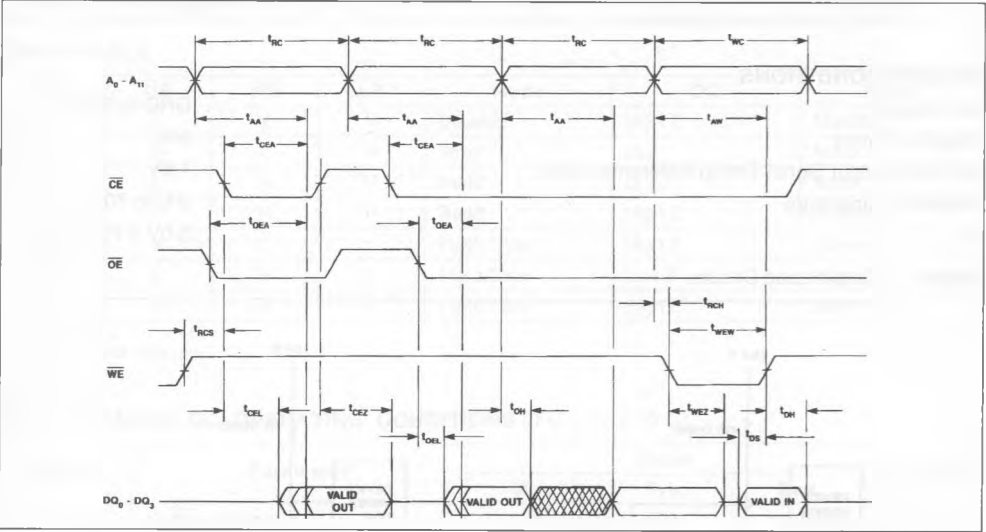 tRC tRC tRC tWC
A0 - A11
tAA tAA tAA tAW
tCEA tCEA
CE
tOEA tOEA
OE
tRCH
tRCS tWEW
WE
tCEL tCEZ tOH tWEZ tDH
tOEL tDS
DQ0 - DQ3 VALID OUT VALID OUT VALID IN